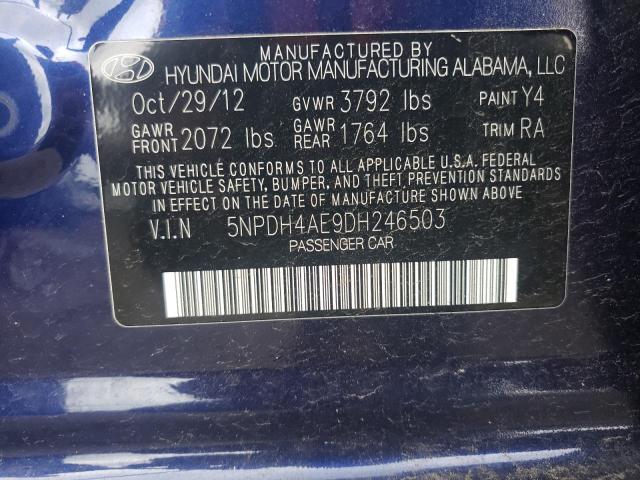 MANUFACTURED BY
HYUNDAI MOTOR MANUFACTURING ALABAMA, LLC
Oct/29/12 GVWR 3792 lbs PAINT Y4
GAWR FRONT 2072 lbs GAWR REAR 1764 lbs TRIM RA
THIS VEHICLE CONFORMS TO ALL APPLICABLE U.S.A. FEDERAL
MOTOR VEHICLE SAFETY, BUMPER, AND THEFT PREVENTION STANDARDS
IN EFFECT ON THE DATE OF MANUFACTURE SHOWN ABOVE.
V.I.N 5NPDH4AE9DH246503
PASSENGER CAR